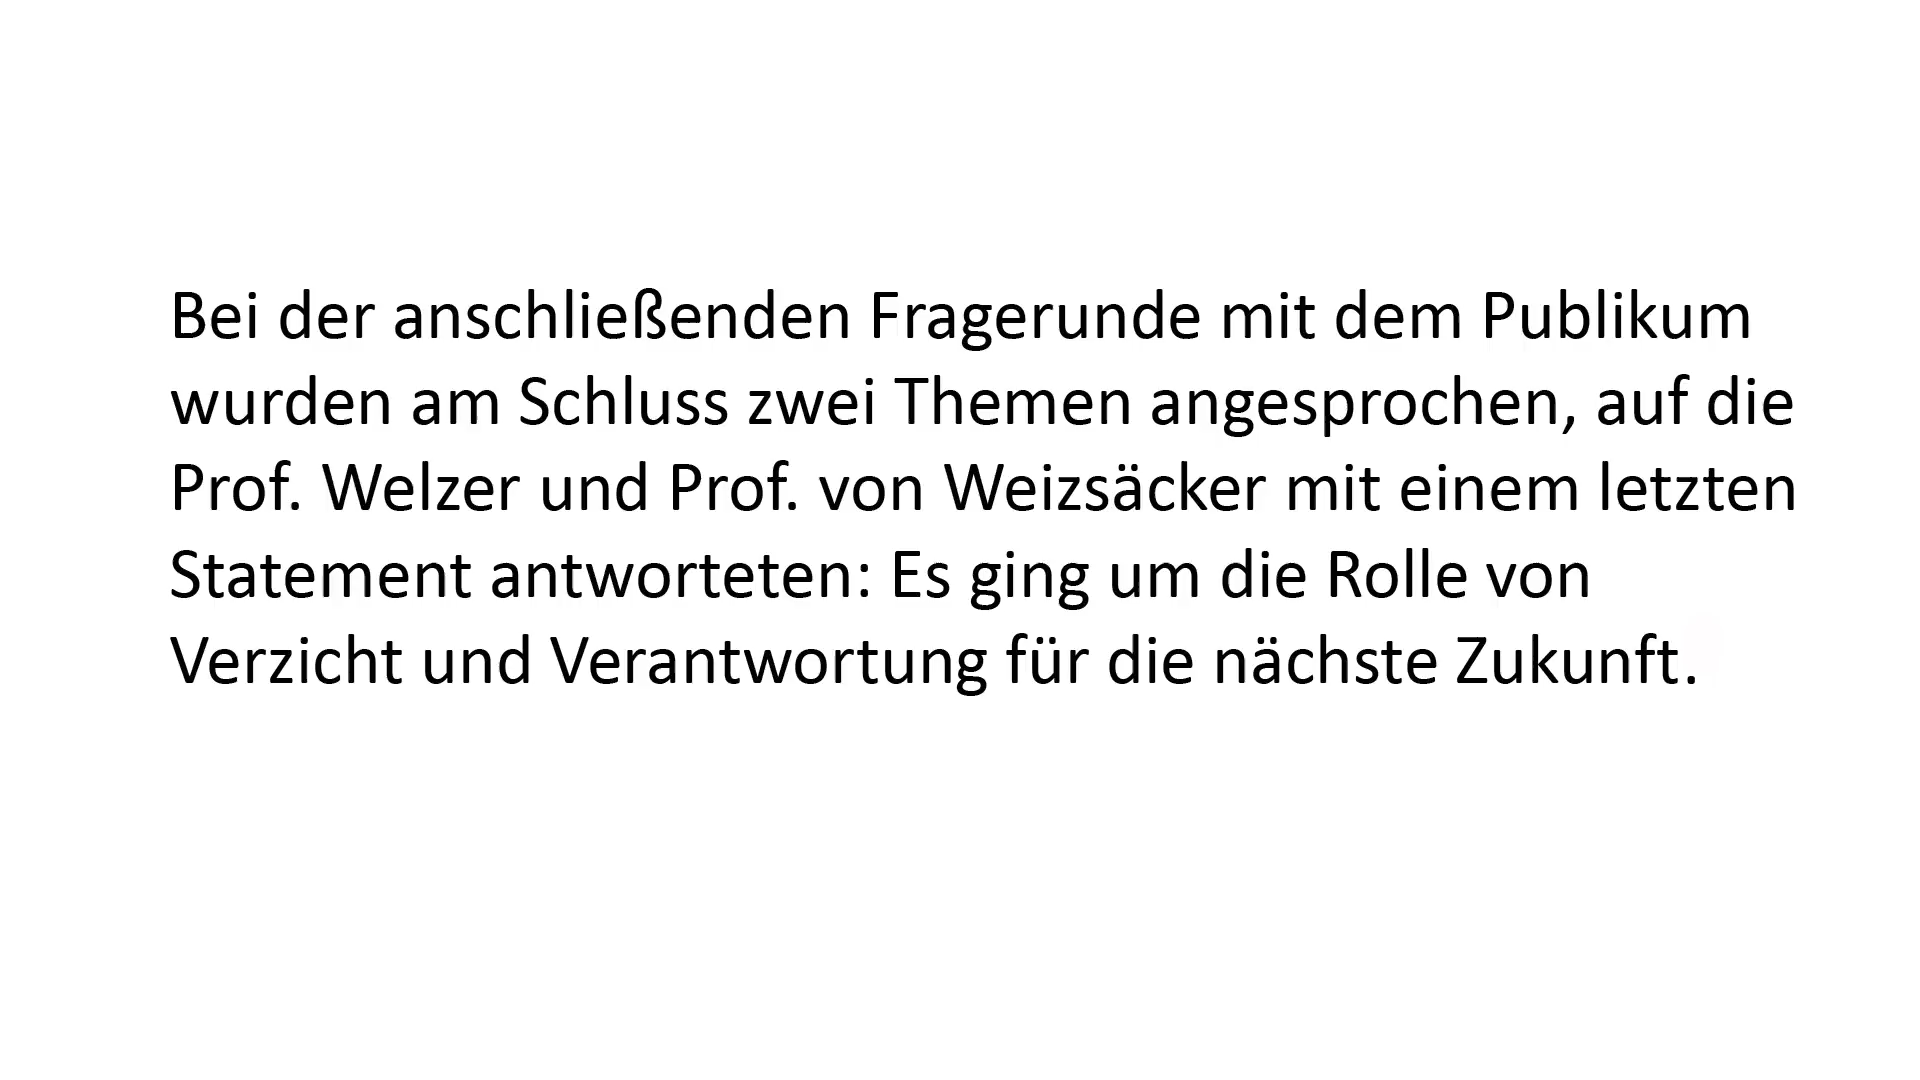 Bei der anschließenden Fragerunde mit dem Publikum
wurden am Schluss zwei Themen angesprochen, auf die
Prof. Welzer und Prof. von Weizsäcker mit einem letzten
Statement antworteten: Es ging um die Rolle von
Verzicht und Verantwortung für die nächste Zukunft.